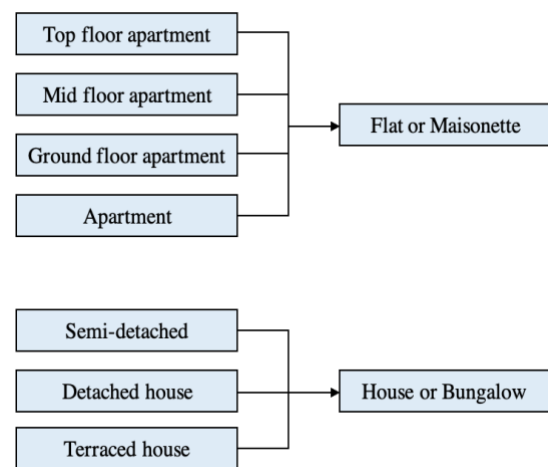 Top floor apartment
Mid floor apartment
Ground floor apartment
Apartment
Flat or Maisonette
Semi-detached
Detached house
Terraced house
House or Bungalow